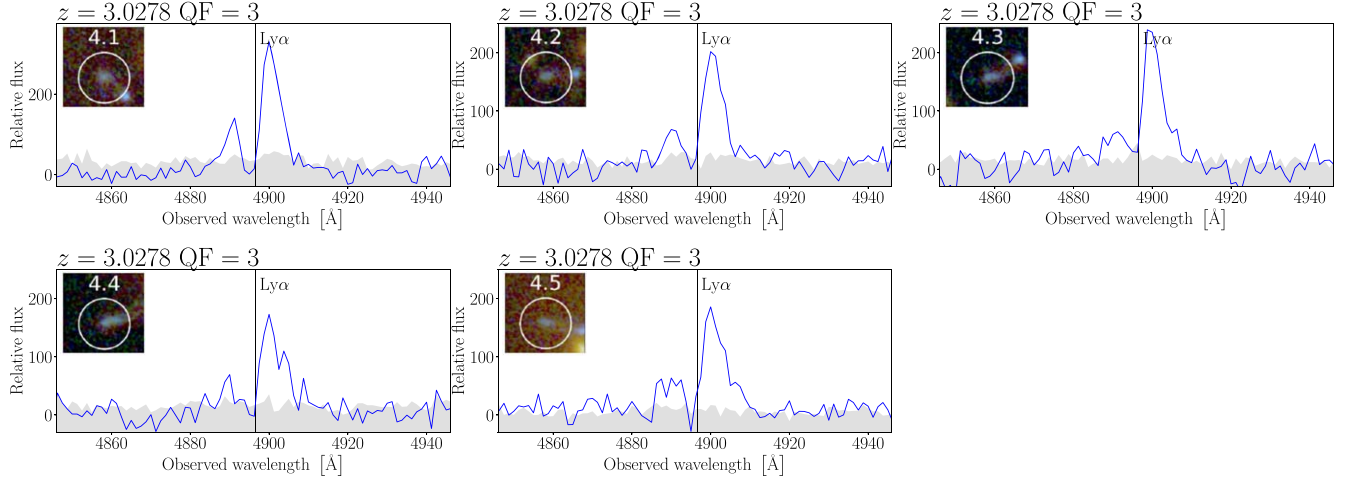 z = 3.0278 QF = 3
4.1
Lyα
200
0
Relative flux
4860 4880 4900 4920 4940
Observed wavelength [Å]
z = 3.0278 QF = 3
4.2
Lyα
200
100
0
Relative flux
4860 4880 4900 4920 4940
Observed wavelength [Å]
z = 3.0278 QF = 3
4.3
Lyα
200
100
0
Relative flux
4860 4880 4900 4920 4940
Observed wavelength [Å]
z = 3.0278 QF = 3
4.4
Lyα
200
100
0
Relative flux
4860 4880 4900 4920 4940
Observed wavelength [Å]
z = 3.0278 QF = 3
4.5
Lyα
200
100
0
Relative flux
4860 4880 4900 4920 4940
Observed wavelength [Å]